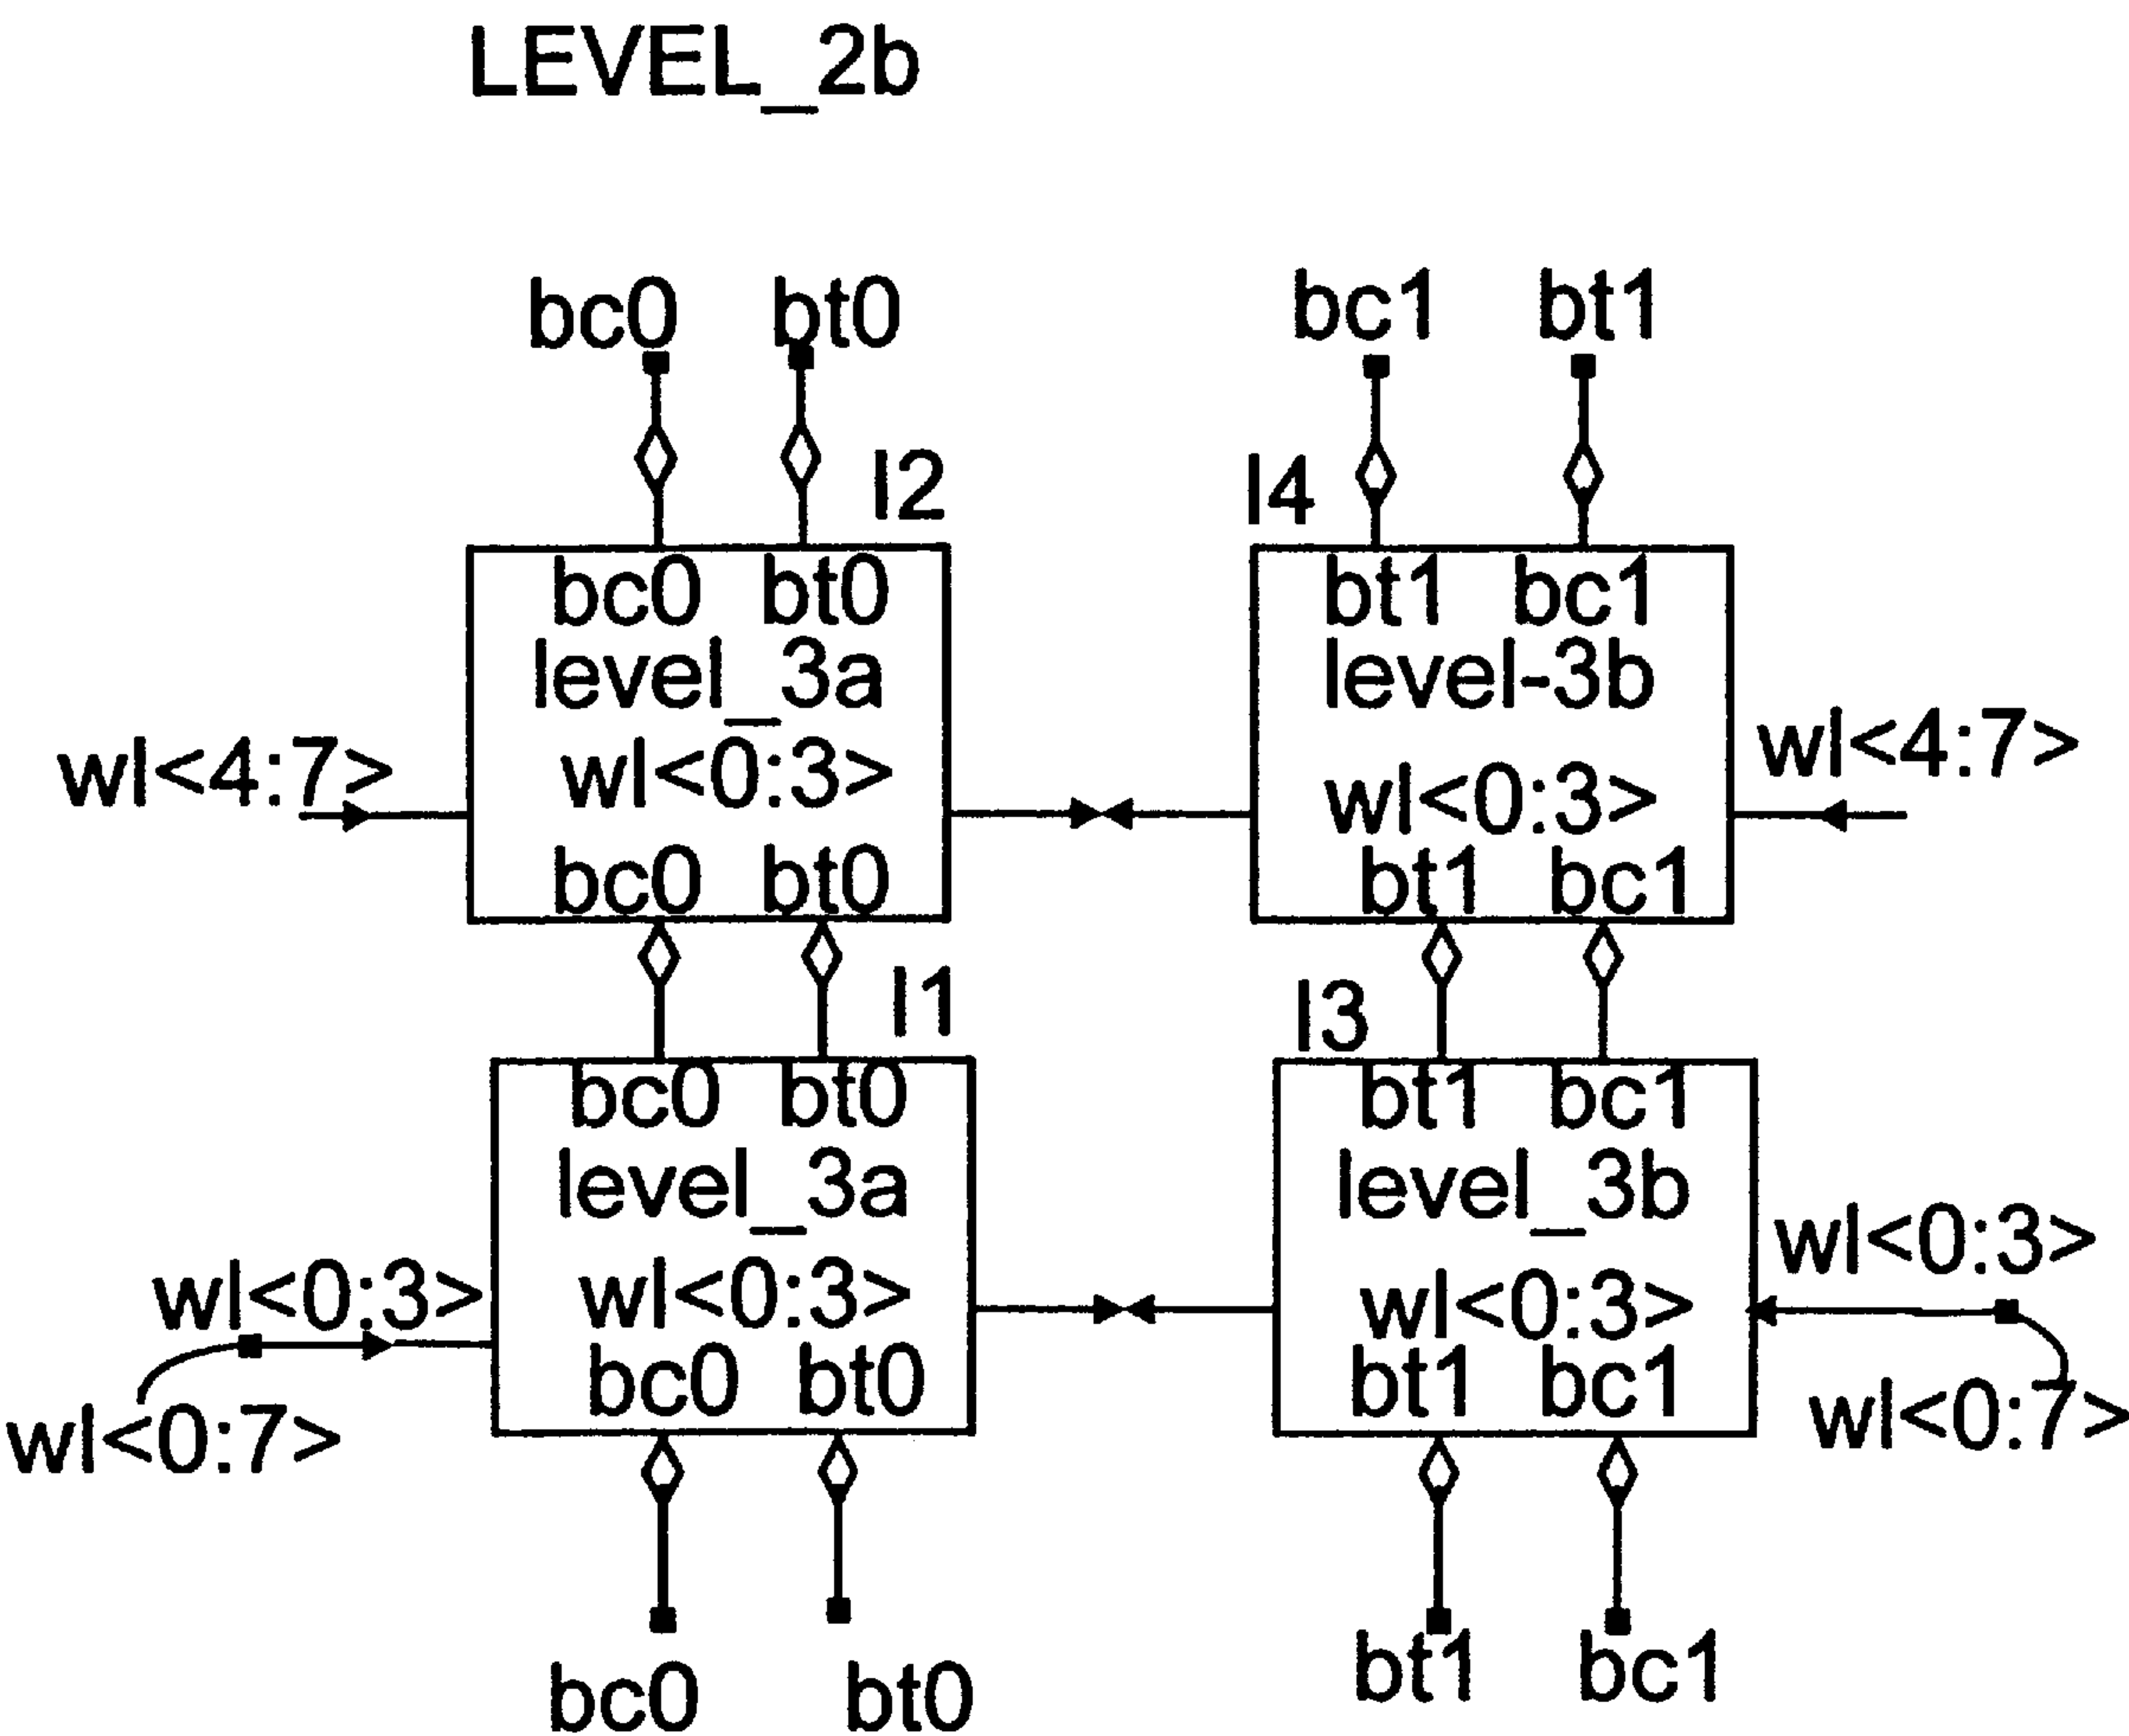 LEVEL_2b
bc0 bt0 bc1 bt1
I2 I4
bc0 bt0 bt1 bc1
level_3a level-3b
wl<4:7> wl<0:3> wl<0:3> wl<4:7>
bc0 bt0 bt1 bc1
I1 I3
bc0 bt0 bt1 bc1
level_3a level_3b
wl<0:3> wl<0:3> wl<0:3> wl<0:3>
bc0 bt0 bt1 bc1
wl<0:7> wl<0:7>
bc0 bt0 bt1 bc1